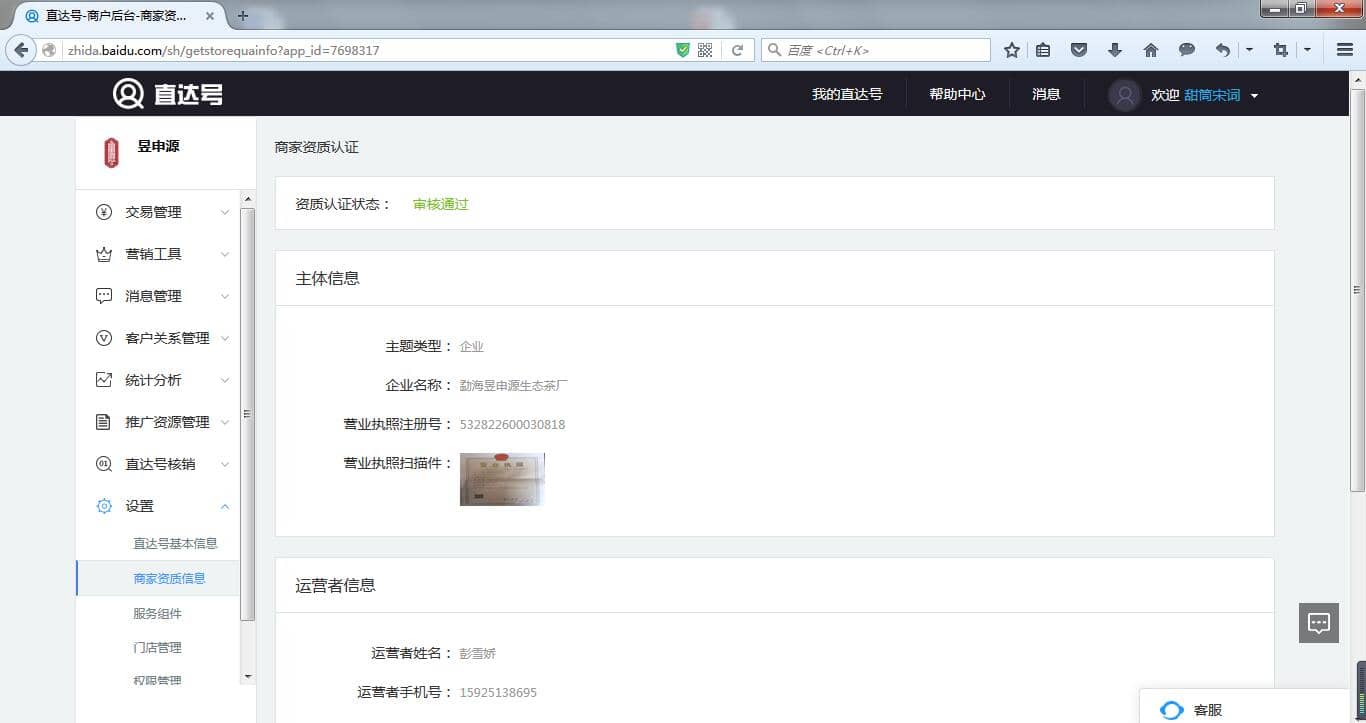 直达号-商户后台-商家资...
zhida.baidu.com/sh/getstorequainfo?app_id=7698317
百度 <Ctrl+K>
直达号
我的直达号
帮助中心
消息
欢迎 甜筒宋词
昱申源
交易管理
营销工具
消息管理
客户关系管理
统计分析
推广资源管理
直达号核销
设置
直达号基本信息
商家资质信息
服务组件
门店管理
权限管理
商家资质认证
资质认证状态： 审核通过
主体信息
主题类型： 企业
企业名称： 勐海昱申源生态茶厂
营业执照注册号： 532822600030818
营业执照扫描件：
营业执照
运营者信息
运营者姓名： 彭雪娇
运营者手机号： 15925138695
客服